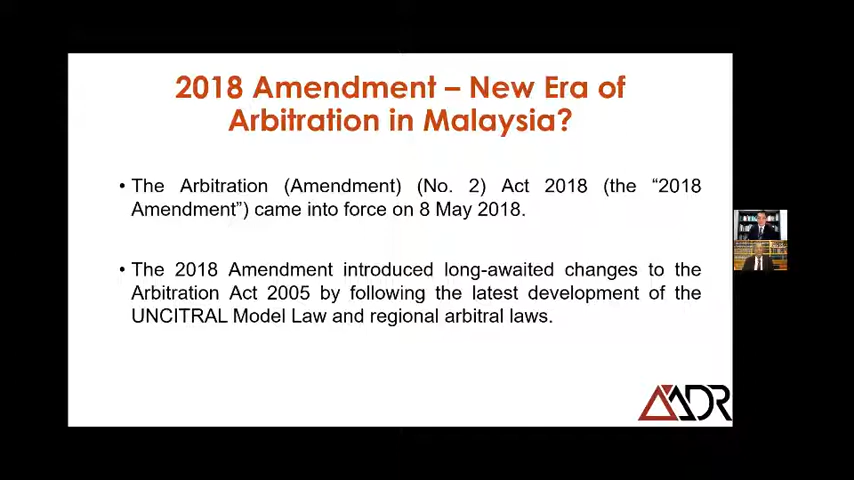 2018 Amendment – New Era of
Arbitration in Malaysia?
• The Arbitration (Amendment) (No. 2) Act 2018 (the “2018
Amendment”) came into force on 8 May 2018.
• The 2018 Amendment introduced long-awaited changes to the
Arbitration Act 2005 by following the latest development of the
UNCITRAL Model Law and regional arbitral laws.
AADR